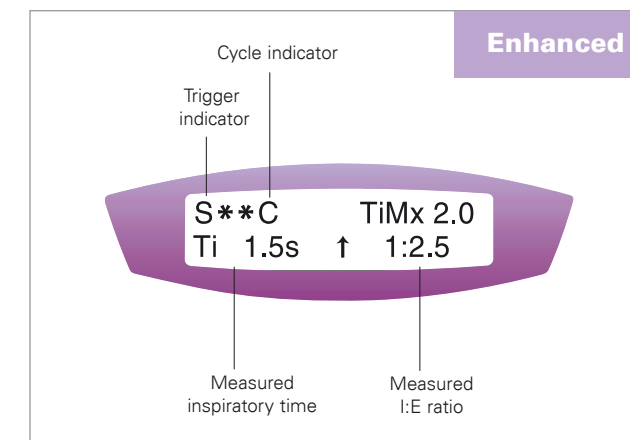 Enhanced
Cycle indicator
Trigger
indicator
S**C TiMx 2.0
Ti 1.5s ↑ 1:2.5
Measured
inspiratory time
Measured
I:E ratio